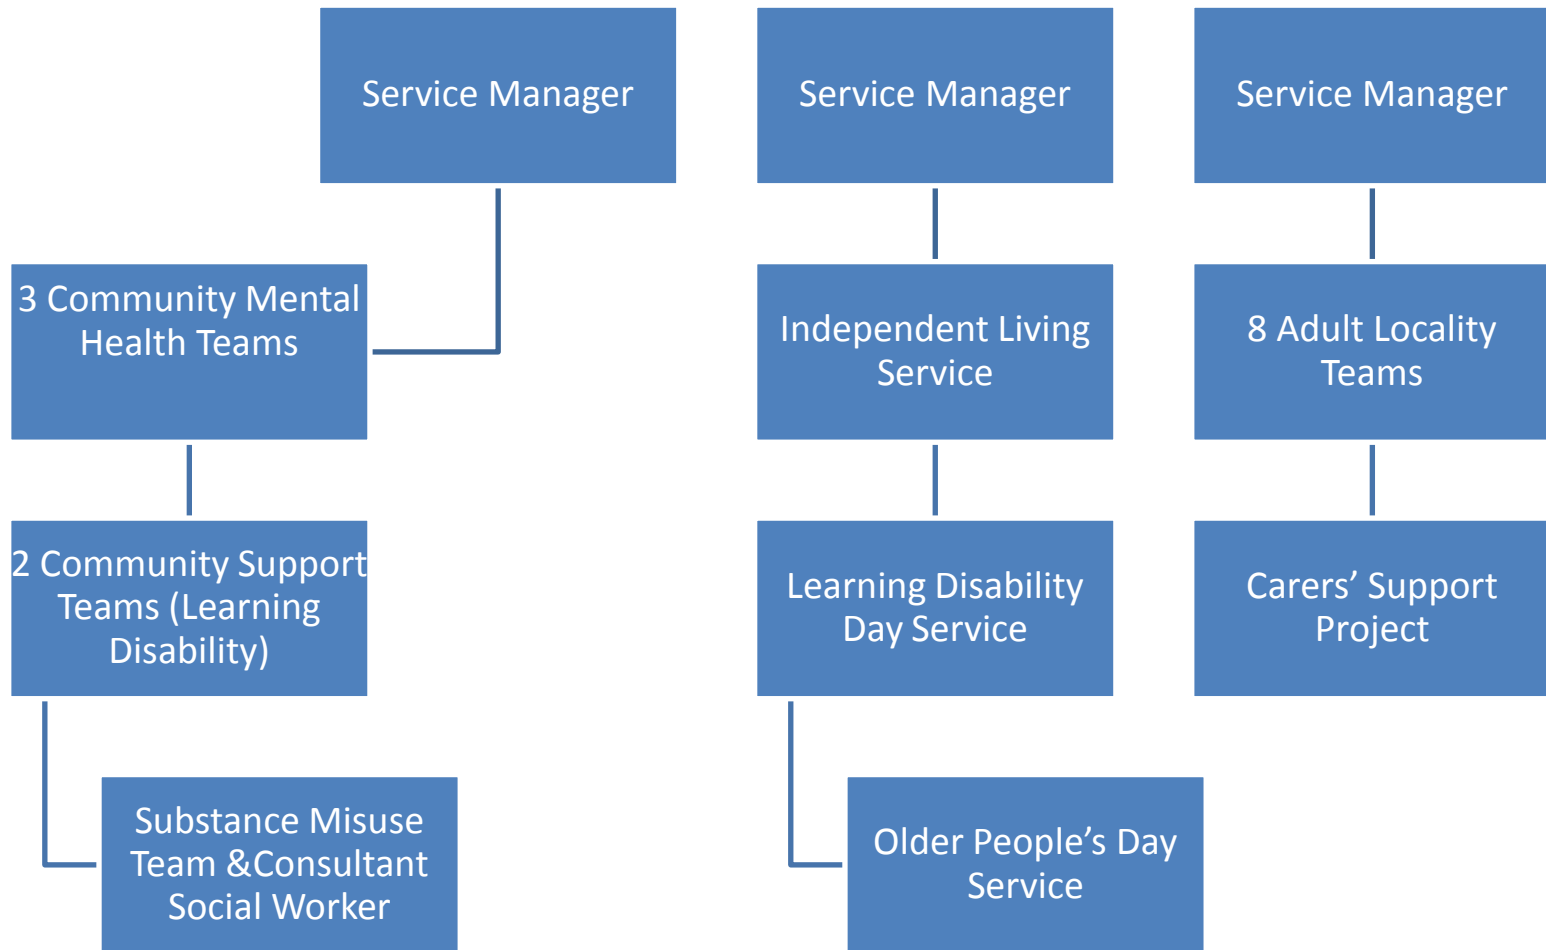 Service Manager
Service Manager
Service Manager
3 Community Mental
Health Teams
Independent Living
Service
8 Adult Locality
Teams
2 Community Support
Teams (Learning
Disability)
Learning Disability
Day Service
Carers’ Support
Project
Substance Misuse
Team &Consultant
Social Worker
Older People’s Day
Service